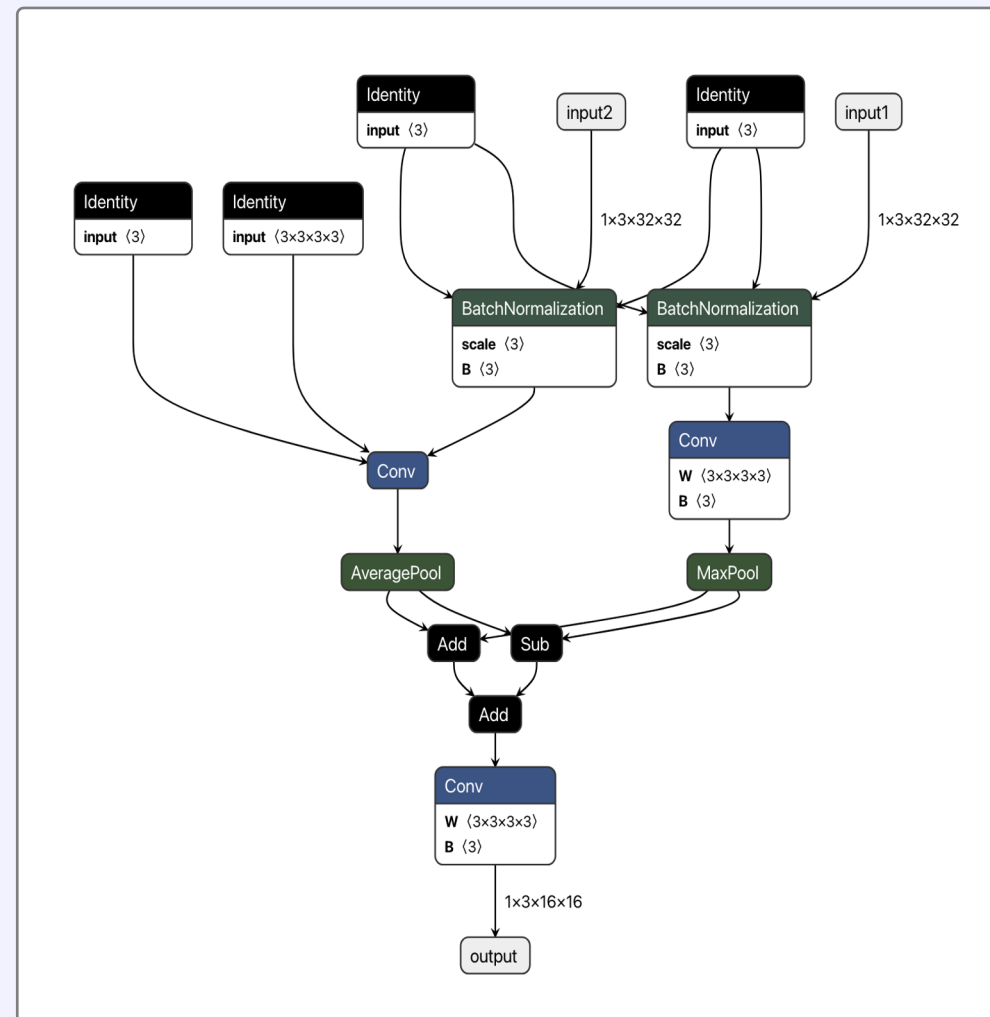 Identity
input ⟨3⟩
input2
Identity
input ⟨3⟩
input1
Identity
input ⟨3⟩
Identity
input ⟨3×3×3×3⟩
1×3×32×32
1×3×32×32
BatchNormalization
scale ⟨3⟩
B ⟨3⟩
BatchNormalization
scale ⟨3⟩
B ⟨3⟩
Conv
Conv
W ⟨3×3×3×3⟩
B ⟨3⟩
AveragePool
MaxPool
Add
Sub
Add
Conv
W ⟨3×3×3×3⟩
B ⟨3⟩
1×3×16×16
output